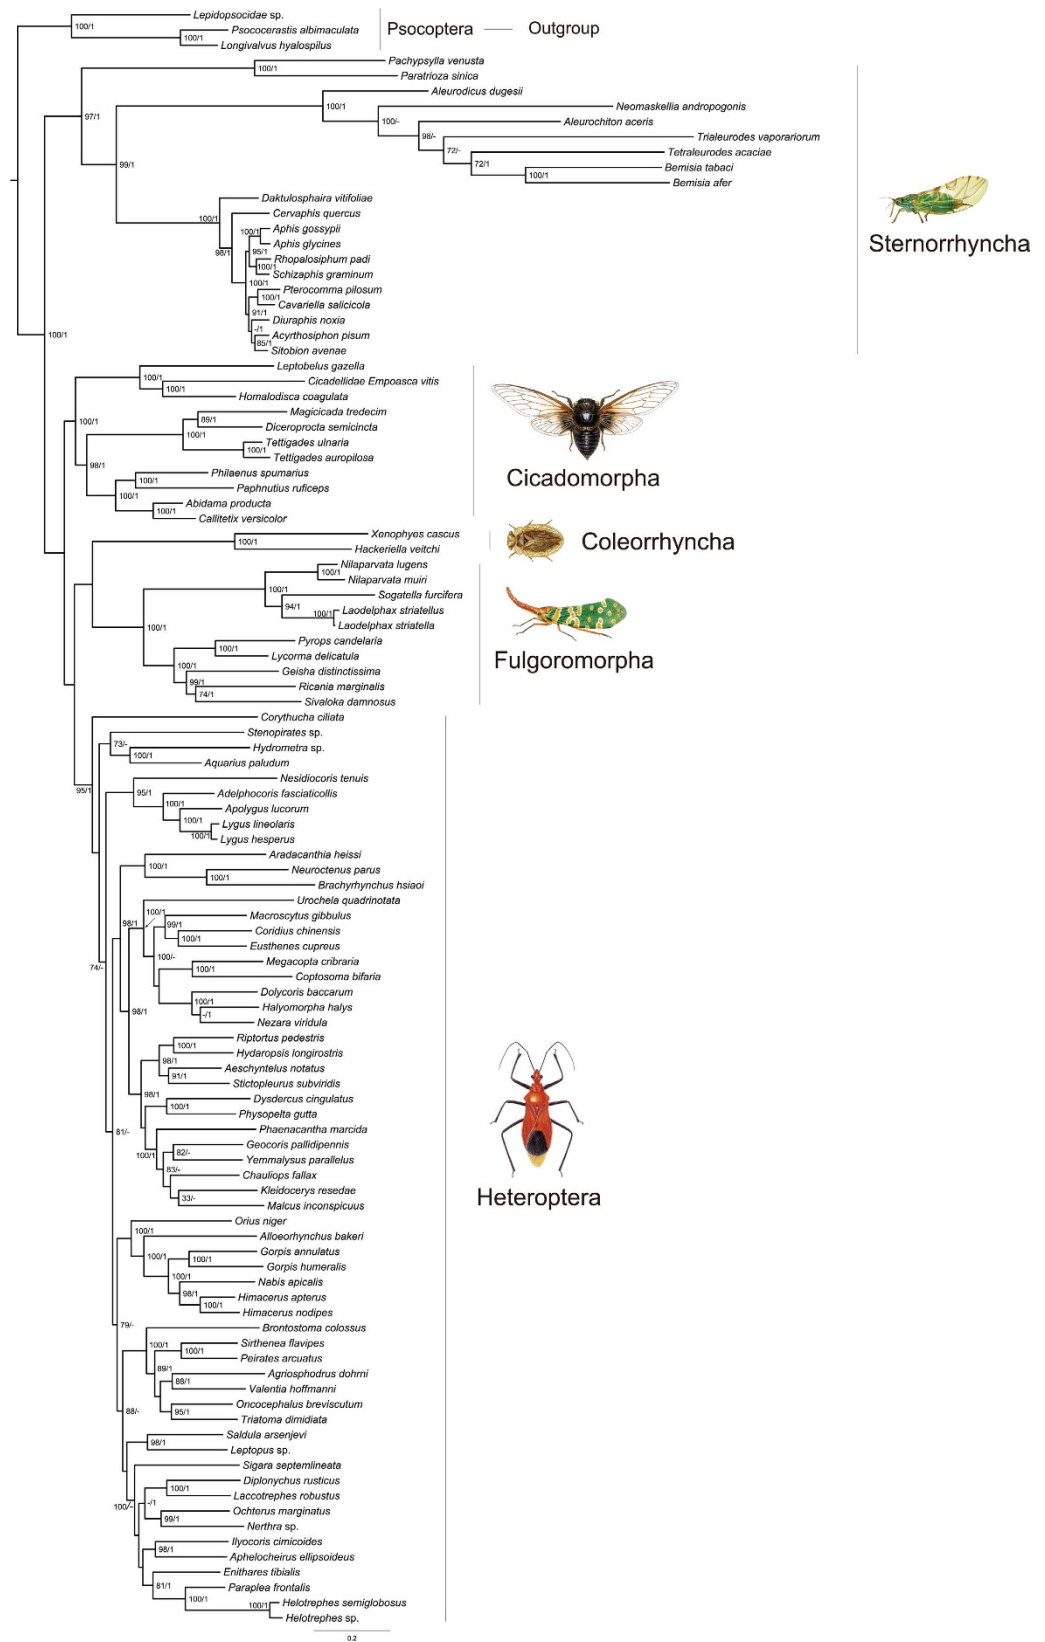 Lepidopsocidae sp.
100/1
Psococerastis albimaculata
100/1
Longivalvus hyalospilus
Psocoptera — Outgroup
Pachypsylla venusta
100/1
Paratrioza sinica
97/1
Aleurodicus dugesii
100/1
Neomaskellia andropogonis
100/-
Aleurochiton aceris
98/-
Trialeurodes vaporariorum
72/-
Tetraleurodes acaciae
72/1
Bemisia tabaci
100/1
Bemisia afer
99/1
Daktulosphaira vitifoliae
100/1
Cervaphis quercus
98/1
Aphis gossypii
100/1
Aphis glycines
95/1
Rhopalosiphum padi
100/1
Schizaphis graminum
100/1
Pterocomma pilosum
100/1
Cavariella salicicola
91/1
Diuraphis noxia
-/1
Acyrthosiphon pisum
85/1
Sitobion avenae
Sternorrhyncha
100/1
Leptobelus gazella
100/1
Cicadellidae Empoasca vitis
100/1
Homalodisca coagulata
100/1
Magicicada tredecim
89/1
Diceroprocta semicincta
100/1
Tettigades ulnaria
100/1
Tettigades auropilosa
98/1
Philaenus spumarius
100/1
Paphnutius ruficeps
100/1
Abidama producta
100/1
Callitetix versicolor
Cicadomorpha
Xenophyes cascus
100/1
Hackeriella veitchi
Coleorrhyncha
Nilaparvata lugens
100/1
Nilaparvata muiri
100/1
Sogatella furcifera
94/1
Laodelphax striatellus
100/1
Laodelphax striatella
100/1
Pyrops candelaria
100/1
Lycorma delicatula
100/1
Geisha distinctissima
99/1
Ricania marginalis
74/1
Sivaloka damnosus
Fulgoromorpha
Corythucha ciliata
Stenopirates sp.
73/-
Hydrometra sp.
100/1
Aquarius paludum
95/1
Nesidiocoris tenuis
95/1
Adelphocoris fasciaticollis
100/1
Apolygus lucorum
100/1
Lygus lineolaris
100/1
Lygus hesperus
Aradacanthia heissi
100/1
Neuroctenus parus
100/1
Brachyrhynchus hsiaoi
98/1
Urochela quadrinotata
100/1
Macroscytus gibbulus
99/1
Coridius chinensis
100/1
Eusthenes cupreus
100/-
Megacopta cribraria
100/1
Coptosoma bifaria
74/-
Dolycoris baccarum
100/1
Halyomorpha halys
-/1
Nezara viridula
98/1
Riptortus pedestris
100/1
Hydaropsis longirostris
98/1
Aeschyntelus notatus
91/1
Stictopleurus subviridis
98/1
Dysdercus cingulatus
100/1
Physopelta gutta
81/-
Phaenacantha marcida
100/1
Geocoris pallidipennis
82/-
Yemmalysus parallelus
83/-
Chauliops fallax
Kleidocerys resedae
33/-
Malcus inconspicuus
Heteroptera
Orius niger
100/1
Alloeorhynchus bakeri
100/1
Gorpis annulatus
100/1
Gorpis humeralis
100/1
Nabis apicalis
98/1
Himacerus apterus
100/1
Himacerus nodipes
79/-
Brontostoma colossus
100/1
Sirthenea flavipes
100/1
Peirates arcuatus
89/1
Agriosphodrus dohrni
88/1
Valentia hoffmanni
Oncocephalus breviscutum
95/1
Triatoma dimidiata
88/-
Saldula arsenjevi
98/1
Leptopus sp.
Sigara septemlineata
Diplonychus rusticus
100/1
Laccotrephes robustus
100/-
-/1
Ochterus marginatus
99/1
Nerthra sp.
Ilyocoris cimicoides
98/1
Aphelocheirus ellipsoideus
Enithares tibialis
81/1
Paraplea frontalis
100/1
Helotrephes semiglobosus
100/1
Helotrephes sp.
0.2